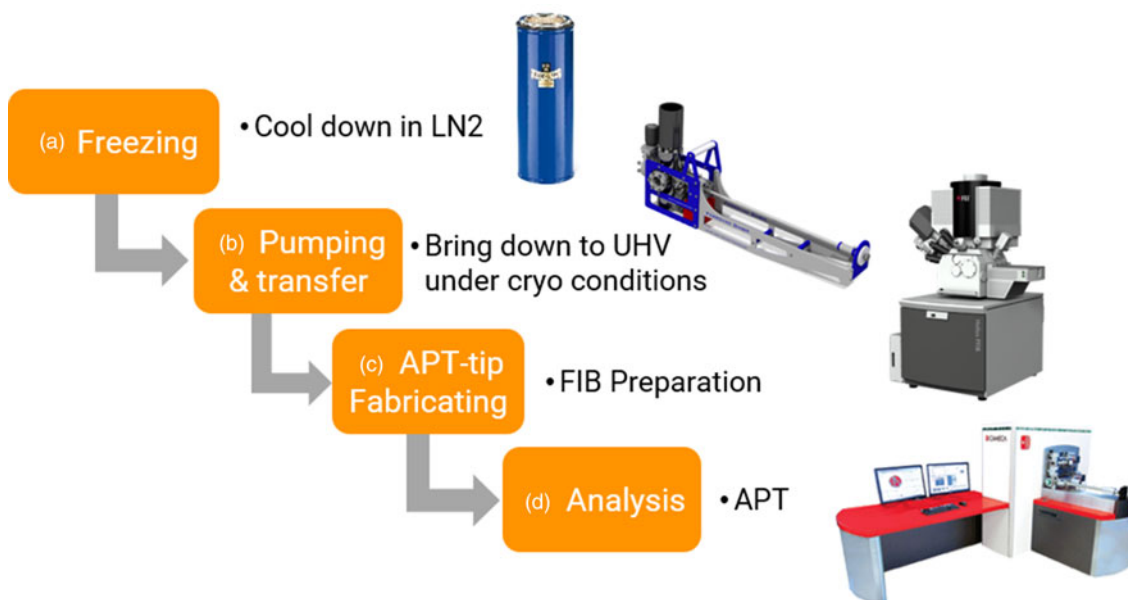 (a) Freezing
• Cool down in LN2
(b) Pumping
& transfer
• Bring down to UHV
under cryo conditions
(c) APT-tip
Fabricating
• FIB Preparation
(d) Analysis
• APT
CAMECA